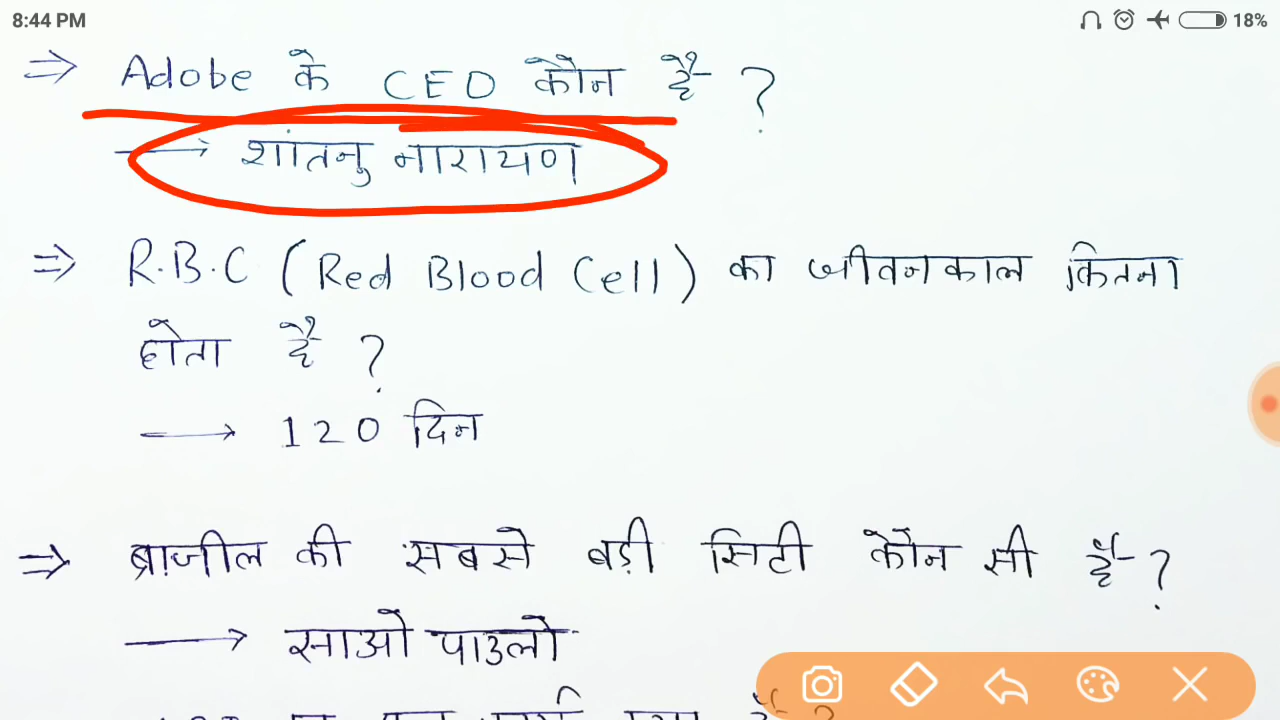 8:44 PM 18%
⇒ Adobe के CEO कौन है ?
→ शांतनु नारायण
⇒ R.B.C ( Red Blood Cell ) का जीवनकाल कितना
होता है ?
→ 120 दिन
⇒ ब्राजील की सबसे बड़ी सिटी कौन सी है ?
→ साओ पाउलो